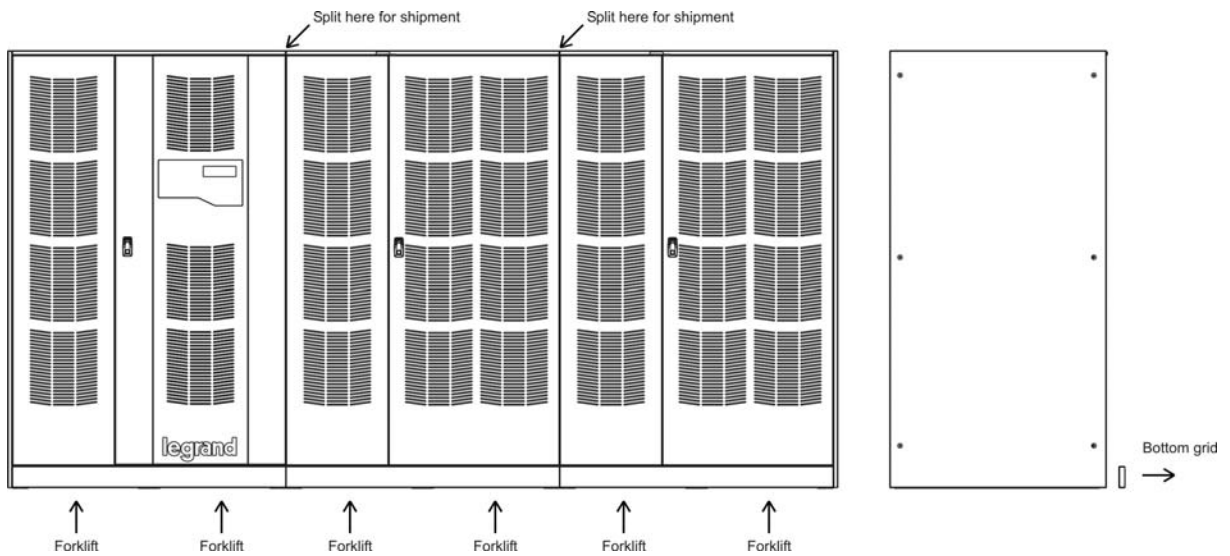 Split here for shipment
Split here for shipment
legrand
Bottom grid
Forklift
Forklift
Forklift
Forklift
Forklift
Forklift